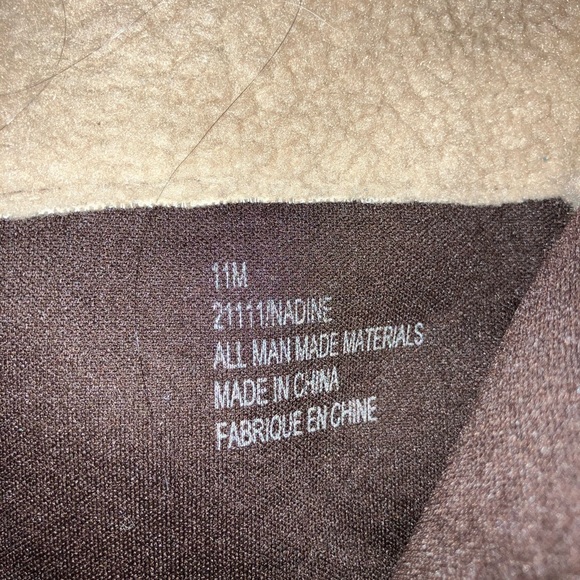 11M
21111/NADINE
ALL MAN MADE MATERIALS
MADE IN CHINA
FABRIQUE EN CHINE